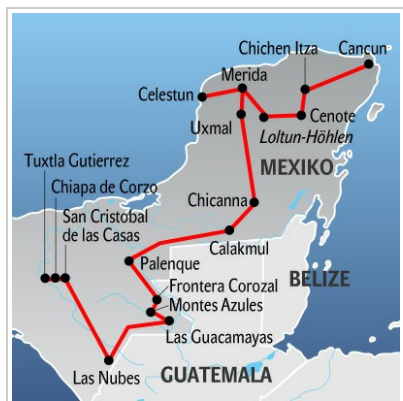 Chichen Itza
Cancun
Merida
Celestun
Uxmal
Cenote
Loltun-Höhlen
Tuxtla Gutierrez
Chiapa de Corzo
San Cristobal
de las Casas
MEXIKO
Chicanna
Calakmul
Palenque
BELIZE
Frontera Corozal
Montes Azules
Las Guacamayas
Las Nubes
GUATEMALA